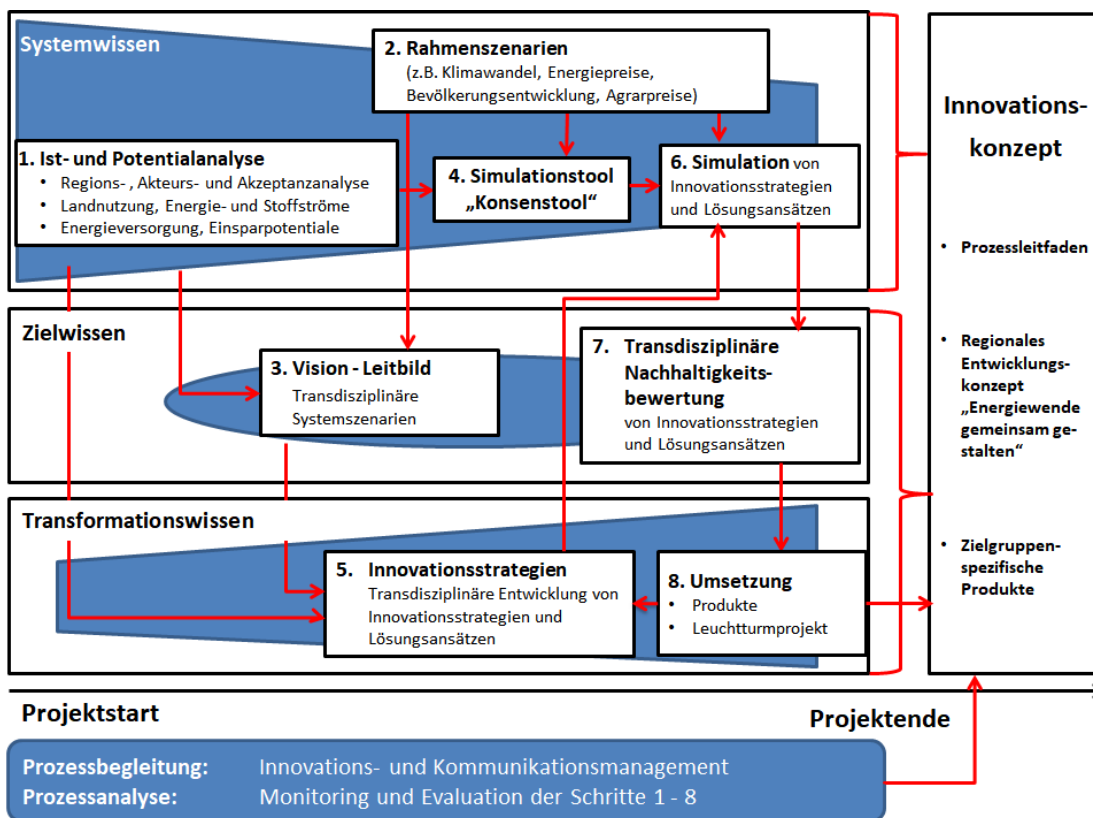 Systemwissen
2. Rahmenszenarien
(z.B. Klimawandel, Energiepreise,
Bevölkerungsentwicklung, Agrarpreise)
1. Ist- und Potentialanalyse
• Regions- , Akteurs- und Akzeptanzanalyse
• Landnutzung, Energie- und Stoffströme
• Energieversorgung, Einsparpotentiale
4. Simulationstool
„Konsenstool“
6. Simulation von
Innovationsstrategien
und Lösungsansätzen
Zielwissen
3. Vision - Leitbild
Transdisziplinäre
Systemszenarien
7. Transdisziplinäre
Nachhaltigkeits-
bewertung
von Innovationsstrategien
und Lösungsansätzen
Transformationswissen
5. Innovationsstrategien
Transdisziplinäre Entwicklung von
Innovationsstrategien und
Lösungsansätzen
8. Umsetzung
• Produkte
• Leuchtturmprojekt
Innovations-
konzept
• Prozessleitfaden
• Regionales
Entwicklungs-
konzept
„Energiewende
gemeinsam ge-
stalten“
• Zielgruppen-
spezifische
Produkte
Projektstart
Projektende
Prozessbegleitung: Innovations- und Kommunikationsmanagement
Prozessanalyse: Monitoring und Evaluation der Schritte 1 - 8